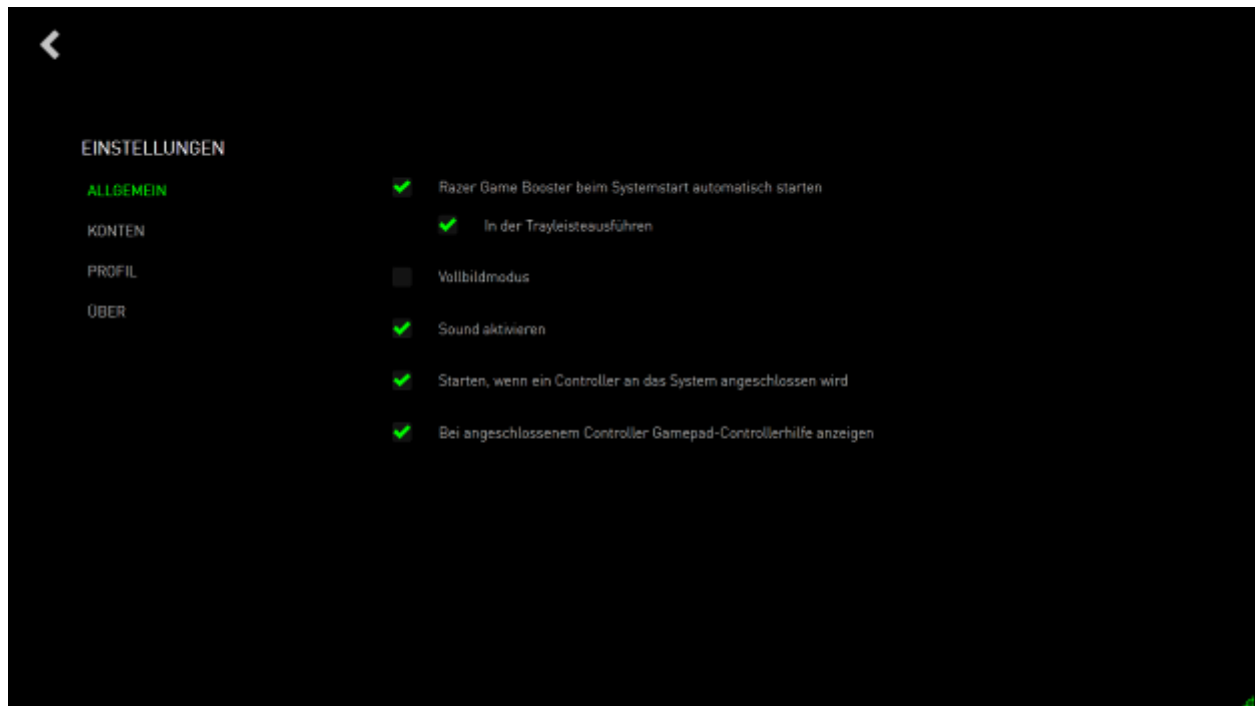 EINSTELLUNGEN
ALLGEMEIN
KONTEN
PROFIL
ÜBER
Razer Game Booster beim Systemstart automatisch starten
In der Trayleisteausführen
Vollbildmodus
Sound aktivieren
Starten, wenn ein Controller an das System angeschlossen wird
Bei angeschlossenem Controller Gamepad-Controllerhilfe anzeigen